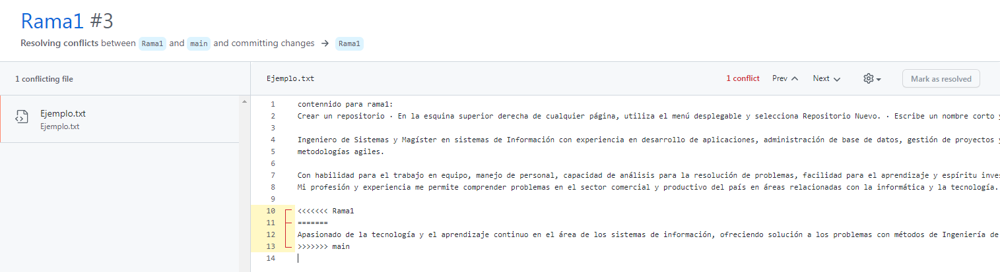 Rama1 #3
Resolving conflicts between Rama1 and main and committing changes → Rama1
1 conflicting file
Ejemplo.txt
1 conflict Prev Next Mark as resolved
Ejemplo.txt
Ejemplo.txt
1 contennido para rama1:
2 Crear un repositorio · En la esquina superior derecha de cualquier página, utiliza el menú desplegable y selecciona Repositorio Nuevo. · Escribe un nombre corto y
3
4 Ingeniero de Sistemas y Magíster en sistemas de Información con experiencia en desarrollo de aplicaciones, administración de base de datos, gestión de proyectos y
5 metodologías agiles.
6
7 Con habilidad para el trabajo en equipo, manejo de personal, capacidad de análisis para la resolución de problemas, facilidad para el aprendizaje y espíritu inves
8 Mi profesión y experiencia me permite comprender problemas en el sector comercial y productivo del país en áreas relacionadas con la informática y la tecnología.
9
10 <<<<<<< Rama1
11 =======
12 Apasionado de la tecnología y el aprendizaje continuo en el área de los sistemas de información, ofreciendo solución a los problemas con métodos de Ingeniería de
13 >>>>>>> main
14